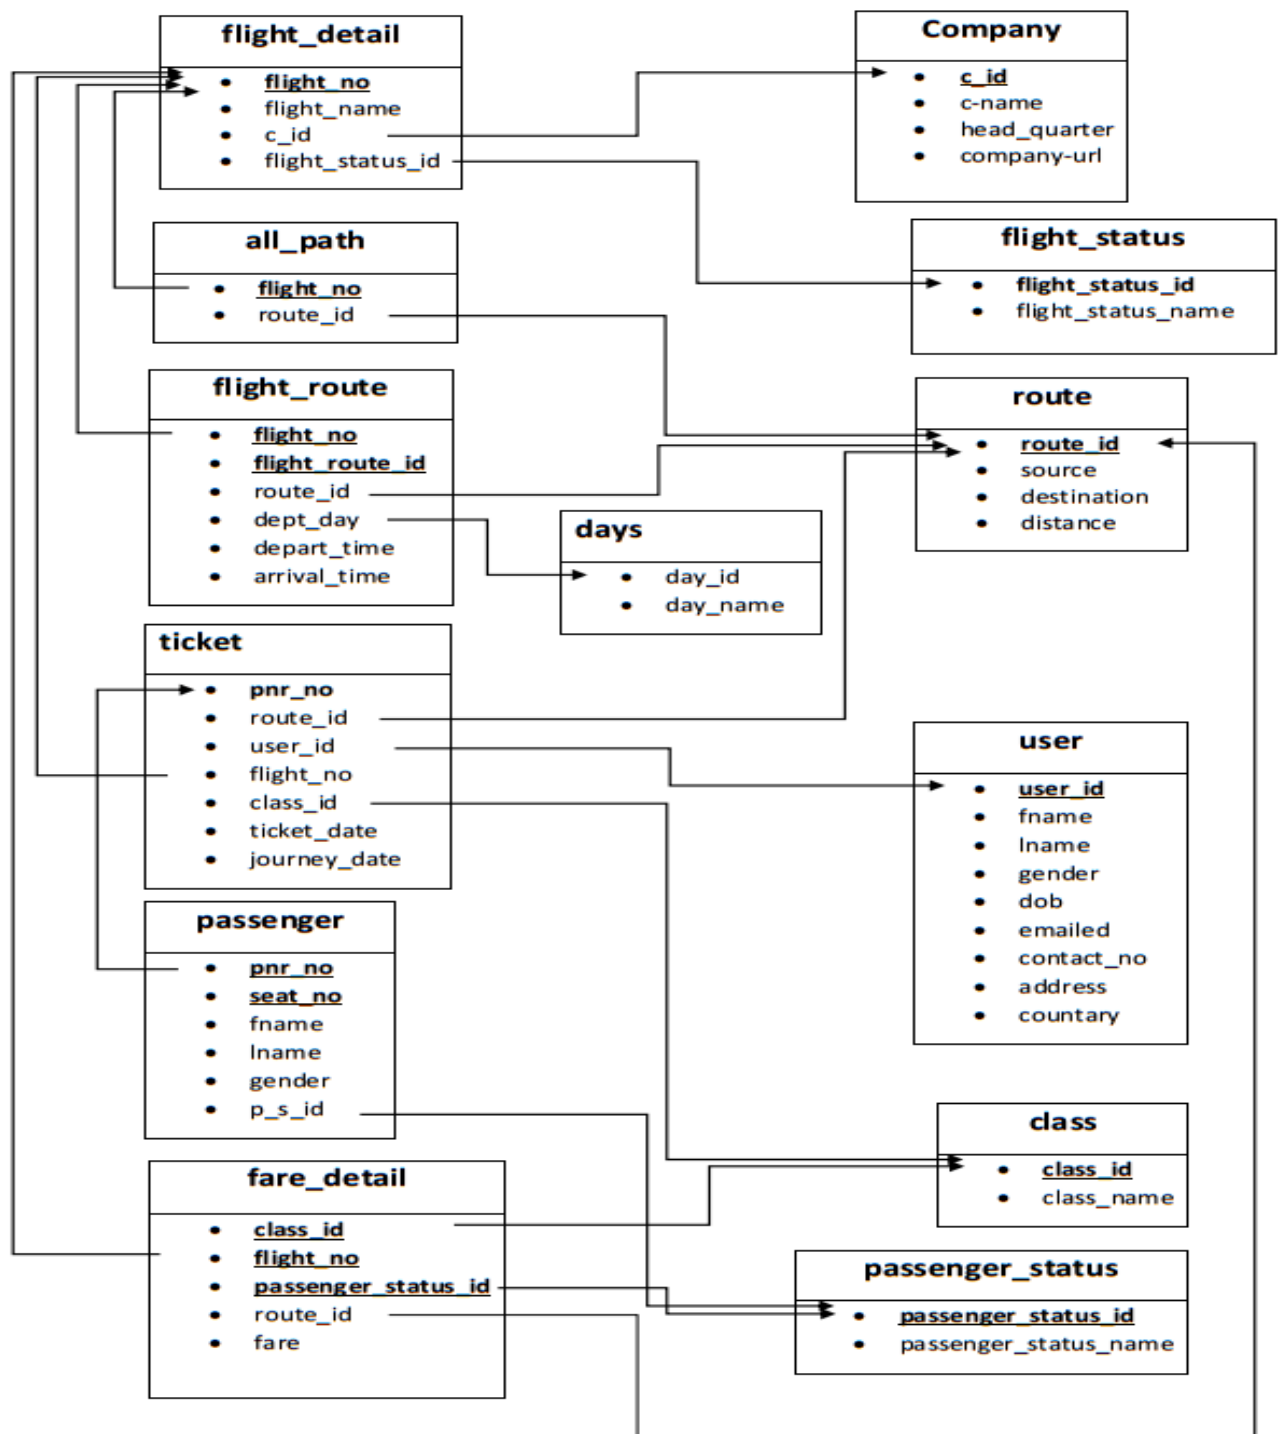 flight_detail
flight_no
flight_name
c_id
flight_status_id
Company
c_id
c-name
head_quarter
company-url
all_path
flight_no
route_id
flight_status
flight_status_id
flight_status_name
flight_route
flight_no
flight_route_id
route_id
dept_day
depart_time
arrival_time
route
route_id
source
destination
distance
days
day_id
day_name
ticket
pnr_no
route_id
user_id
flight_no
class_id
ticket_date
journey_date
user
user_id
fname
lname
gender
dob
emailed
contact_no
address
countary
passenger
pnr_no
seat_no
fname
lname
gender
p_s_id
class
class_id
class_name
fare_detail
class_id
flight_no
passenger_status_id
route_id
fare
passenger_status
passenger_status_id
passenger_status_name